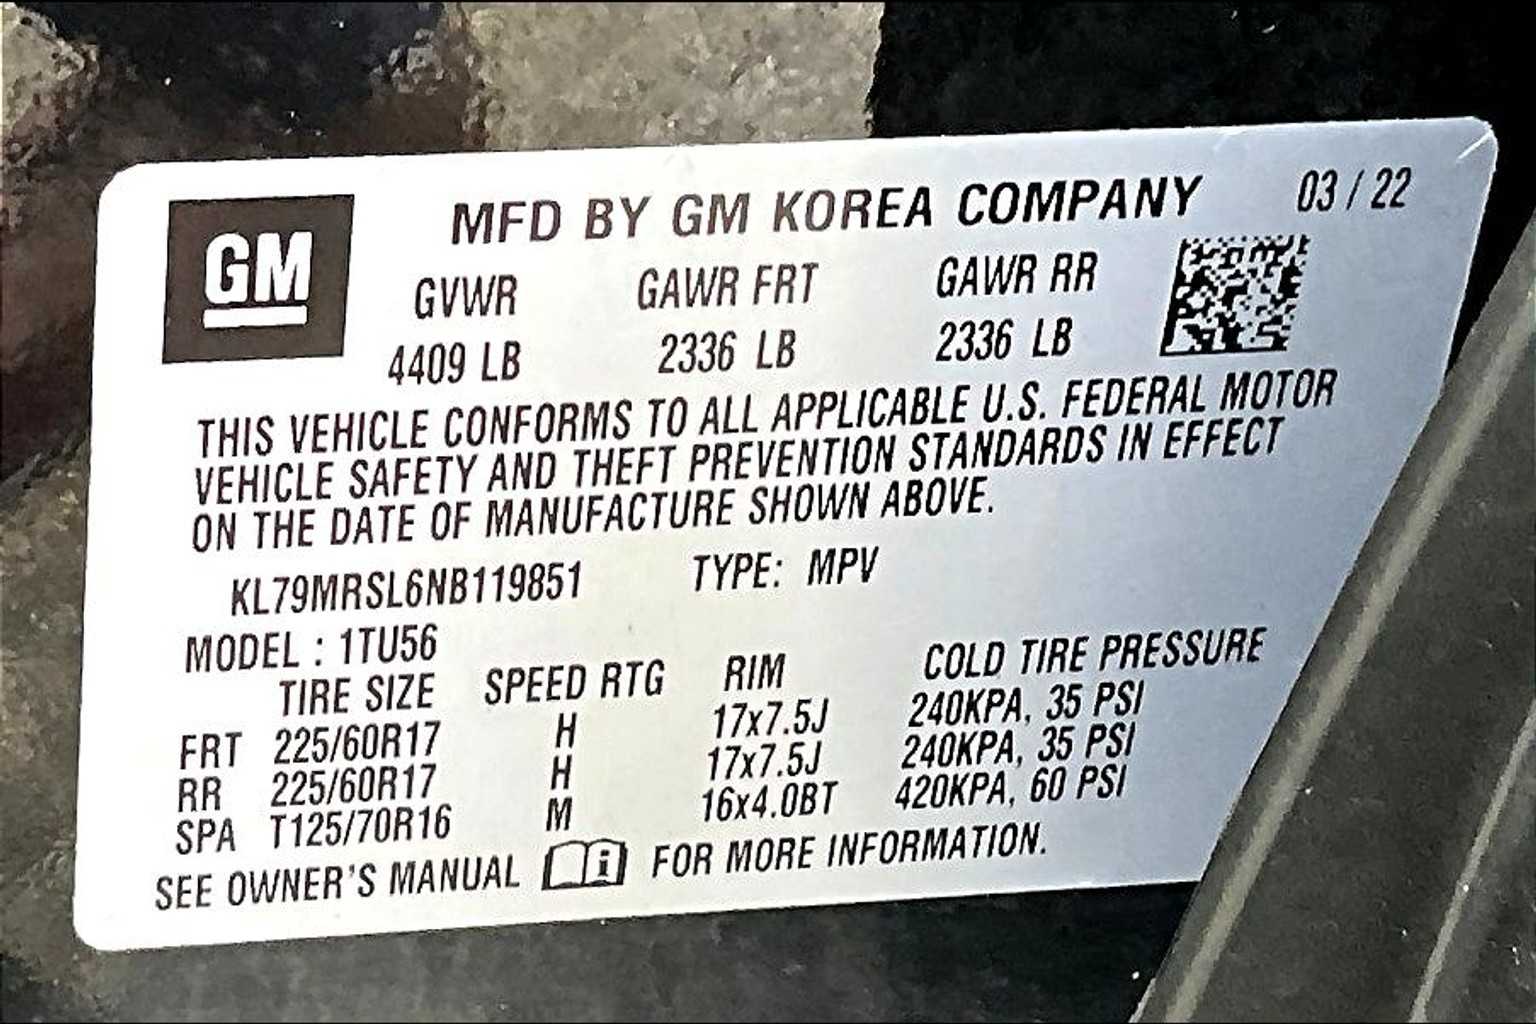 GM
MFD BY GM KOREA COMPANY 03 / 22
GVWR GAWR FRT GAWR RR
4409 LB 2336 LB 2336 LB
THIS VEHICLE CONFORMS TO ALL APPLICABLE U.S. FEDERAL MOTOR
VEHICLE SAFETY AND THEFT PREVENTION STANDARDS IN EFFECT
ON THE DATE OF MANUFACTURE SHOWN ABOVE.
KL79MRSL6NB119851 TYPE: MPV
MODEL : 1TU56
TIRE SIZE SPEED RTG RIM COLD TIRE PRESSURE
FRT 225/60R17 H 17x7.5J 240KPA, 35 PSI
RR 225/60R17 H 17x7.5J 240KPA, 35 PSI
SPA T125/70R16 M 16x4.0BT 420KPA, 60 PSI
SEE OWNER'S MANUAL i FOR MORE INFORMATION.